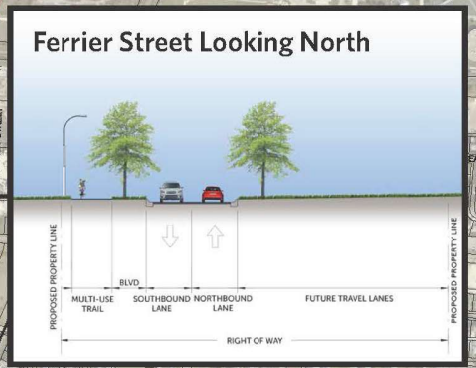 Ferrier Street Looking North
PROPOSED PROPERTY LINE
MULTI-USE
TRAIL
BLVD
SOUTHBOUND
LANE
NORTHBOUND
LANE
FUTURE TRAVEL LANES
PROPOSED PROPERTY LINE
RIGHT OF WAY